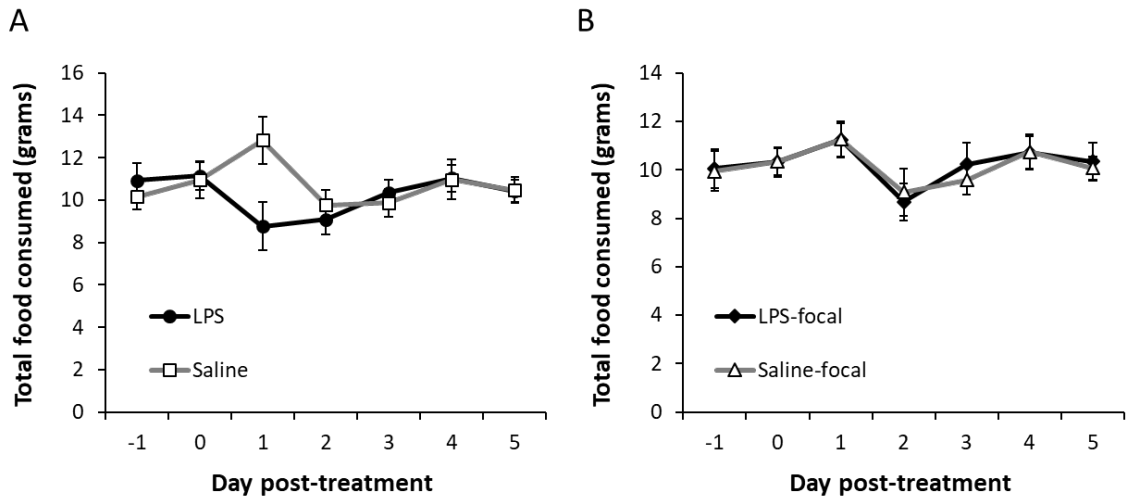 A
Total food consumed (grams)
16
14
12
10
8
6
4
2
0
-1 0 1 2 3 4 5
Day post-treatment
LPS
Saline
B
Total food consumed (grams)
14
12
10
8
6
4
2
0
-1 0 1 2 3 4 5
Day post-treatment
LPS-focal
Saline-focal